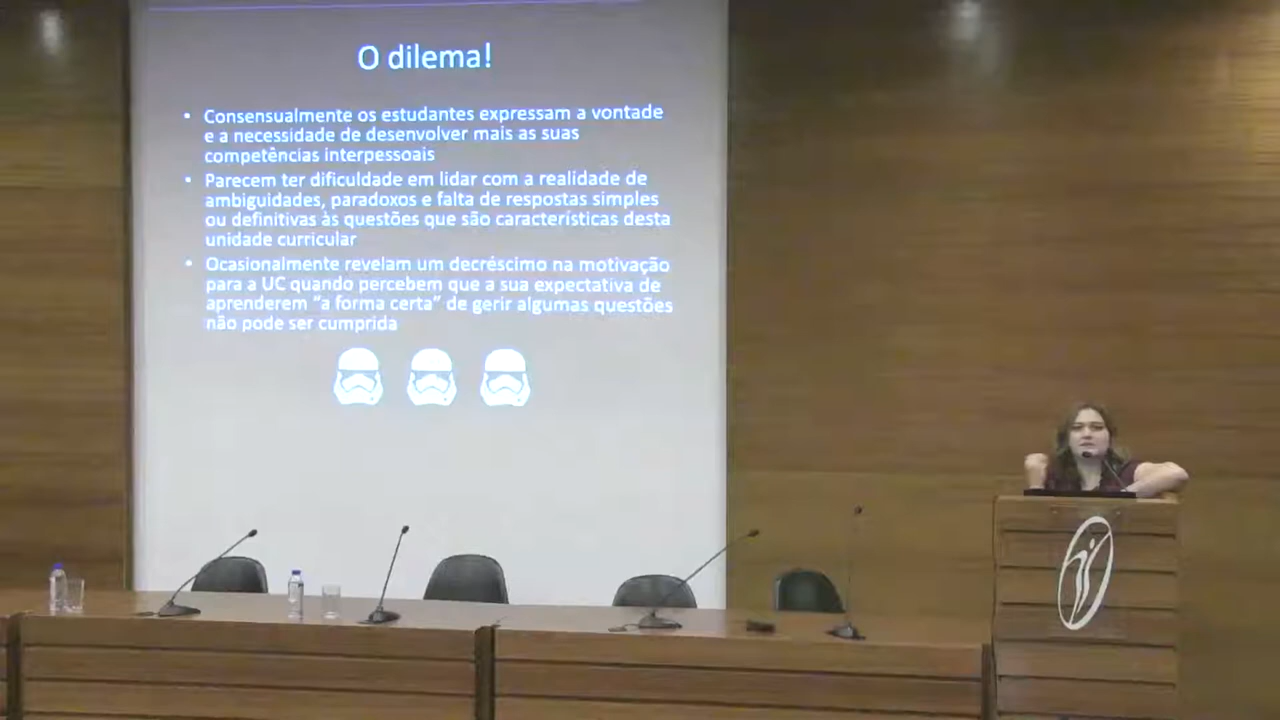 O dilema!
• Consensualmente os estudantes expressam a vontade
e a necessidade de desenvolver mais as suas
competências interpessoais
• Parecem ter dificuldade em lidar com a realidade de
ambiguidades, paradoxos e falta de respostas simples
ou definitivas às questões que são características desta
unidade curricular
• Ocasionalmente revelam um decréscimo na motivação
para a UC quando percebem que a sua expectativa de
aprenderem “a forma certa” de gerir algumas questões
não pode ser cumprida